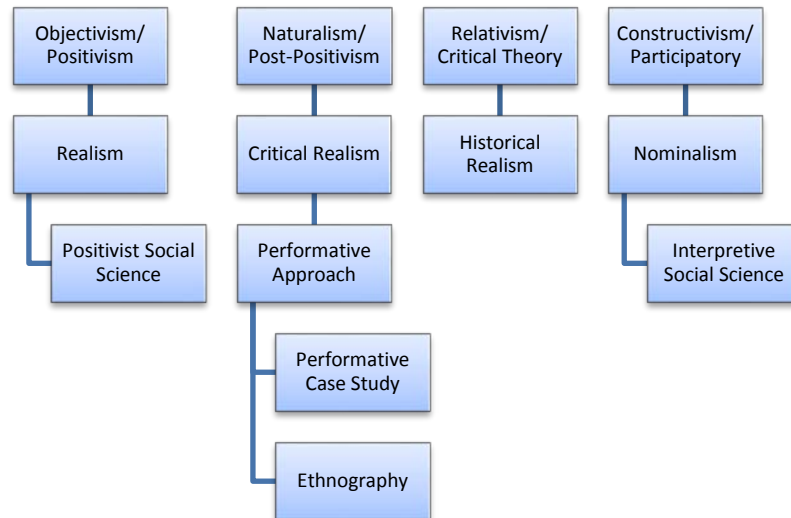 Objectivism/
Positivism
Naturalism/
Post-Positivism
Relativism/
Critical Theory
Constructivism/
Participatory
Realism
Critical Realism
Historical
Realism
Nominalism
Positivist Social
Science
Performative
Approach
Interpretive
Social Science
Performative
Case Study
Ethnography